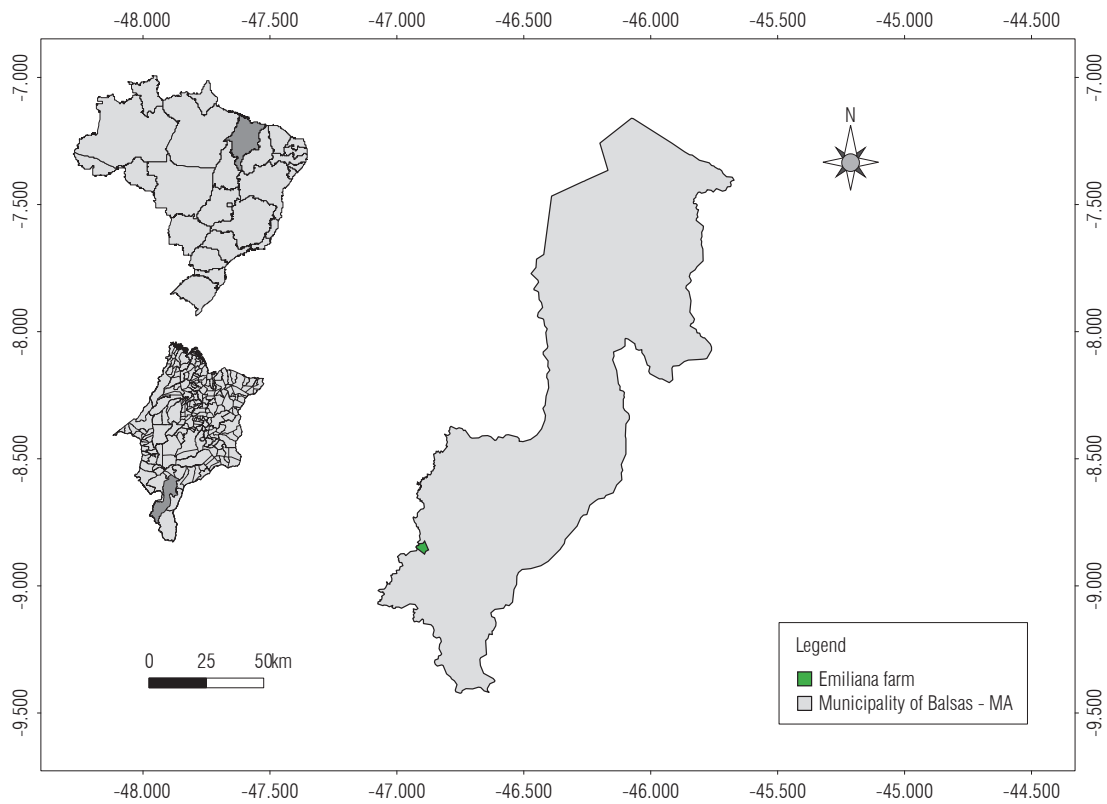 -48.000 -47.500 -47.000 -46.500 -46.000 -45.500 -45.000 -44.500
-7.000 -7.000
N
-7.500 -7.500
-8.000 -8.000
-8.500 -8.500
-9.000 -9.000
Legend
0 25 50km
Emiliana farm
Municipality of Balsas - MA
-9.500 -9.500
-48.000 -47.500 -47.000 -46.500 -46.000 -45.500 -45.000 -44.500